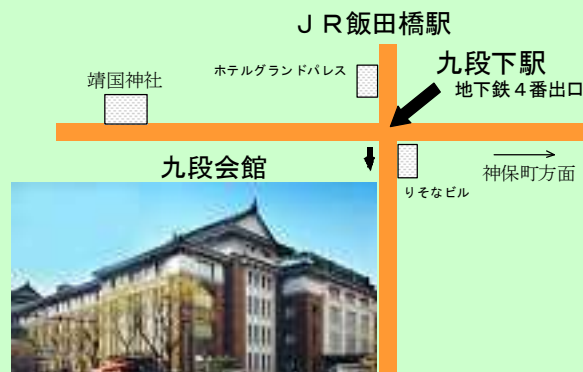 ＪＲ飯田橋駅
九段下駅
地下鉄４番出口
ホテルグランドパレス
靖国神社
九段会館
神保町方面
りそなビル